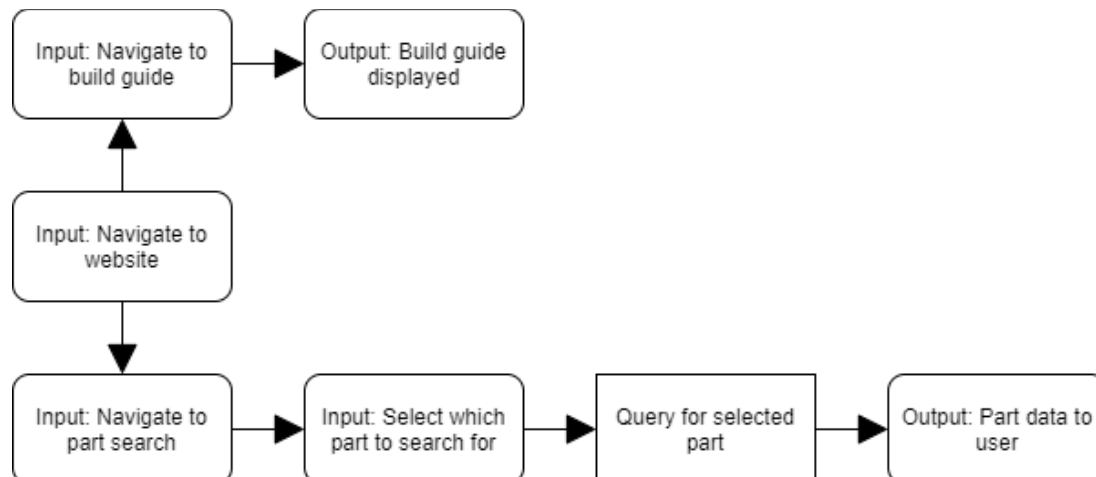 Input: Navigate to
build guide
Output: Build guide
displayed
Input: Navigate to
website
Input: Navigate to
part search
Input: Select which
part to search for
Query for selected
part
Output: Part data to
user